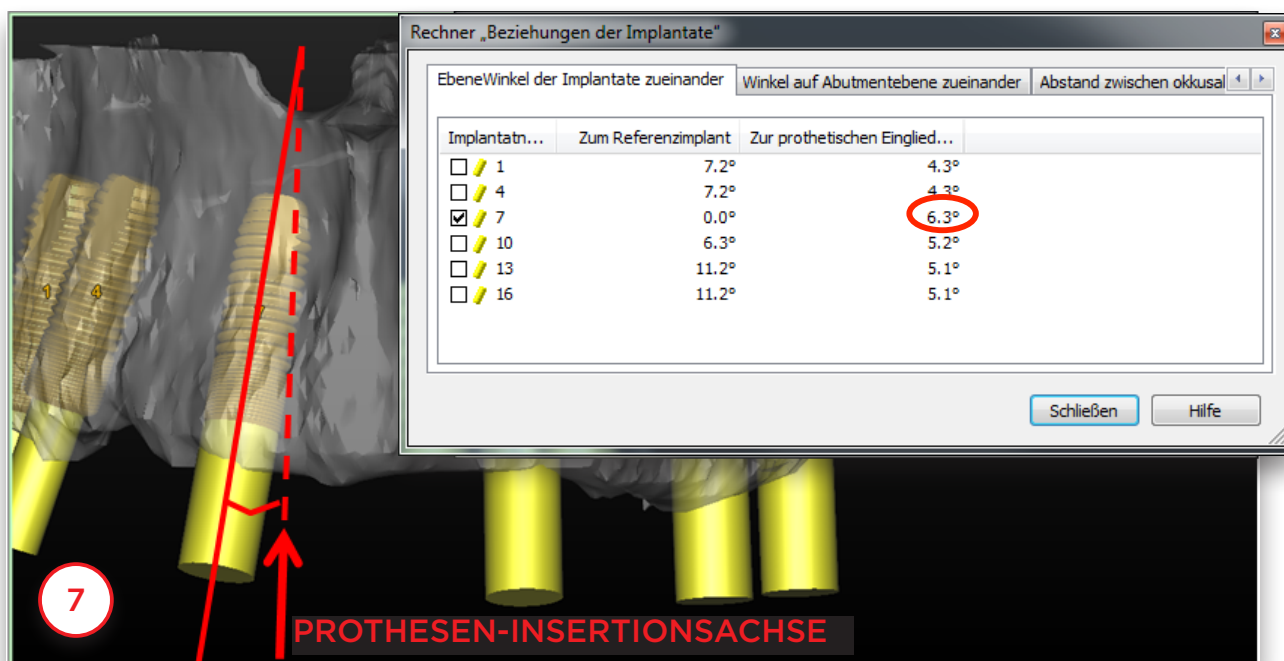 Rechner „Beziehungen der Implantate"
EbeneWinkel der Implantate zueinander Winkel auf Abutmentebene zueinander Abstand zwischen okkusal
Implantatn... Zum Referenzimplant Zur prothetischen Einglied...
1 7.2° 4.3°
4 7.2° 4.3°
7 0.0° 6.3°
10 6.3° 5.2°
13 11.2° 5.1°
16 11.2° 5.1°
Schließen Hilfe
1 4 7
7
PROTHESEN-INSERTIONSACHSE